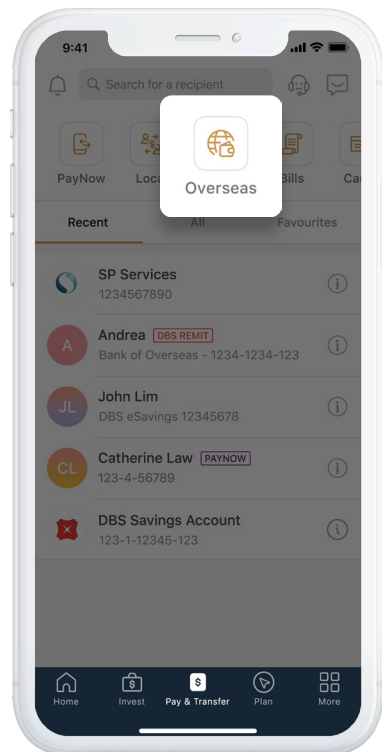 9:41
Search for a recipient
PayNow
Loca
Overseas
Bills
Ca
Recent
All
Favourites
SP Services
1234567890
A
Andrea DBS REMIT
Bank of Overseas - 1234-1234-123
JL
John Lim
DBS eSavings 12345678
CL
Catherine Law PAYNOW
123-4-56789
DBS Savings Account
123-1-12345-123
Home
Invest
Pay & Transfer
Plan
More